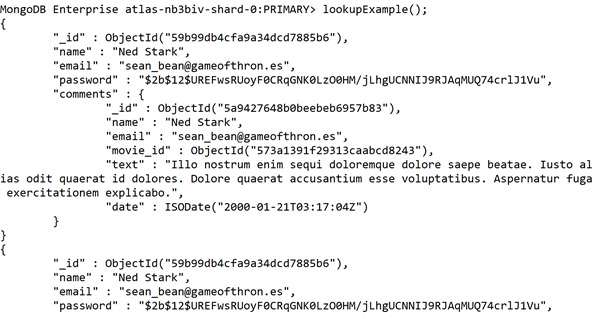 MongoDB Enterprise atlas-nb3biv-shard-0:PRIMARY> lookupExample();
{
        "_id" : ObjectId("59b99db4cfa9a34dcd7885b6"),
        "name" : "Ned Stark",
        "email" : "sean_bean@gameofthron.es",
        "password" : "$2b$12$UREFwsRUoyF0CRqGNK0LzO0HM/jLhgUCNNIJ9RJAqMUQ74crlJ1Vu",
        "comments" : {
                "_id" : ObjectId("5a9427648b0beebeb6957b83"),
                "name" : "Ned Stark",
                "email" : "sean_bean@gameofthron.es",
                "movie_id" : ObjectId("573a1391f29313caabcd8243"),
                "text" : "Illo nostrum enim sequi doloremque dolore saepe beatae. Iusto al
ias odit quaerat id dolores. Dolore quaerat accusantium esse voluptatibus. Aspernatur fuga
 exercitationem explicabo.",
                "date" : ISODate("2000-01-21T03:17:04Z")
        }
}
{
        "_id" : ObjectId("59b99db4cfa9a34dcd7885b6"),
        "name" : "Ned Stark",
        "email" : "sean_bean@gameofthron.es",
        "password" : "$2b$12$UREFwsRUoyF0CRqGNK0LzO0HM/jLhgUCNNIJ9RJAqMUQ74crlJ1Vu",